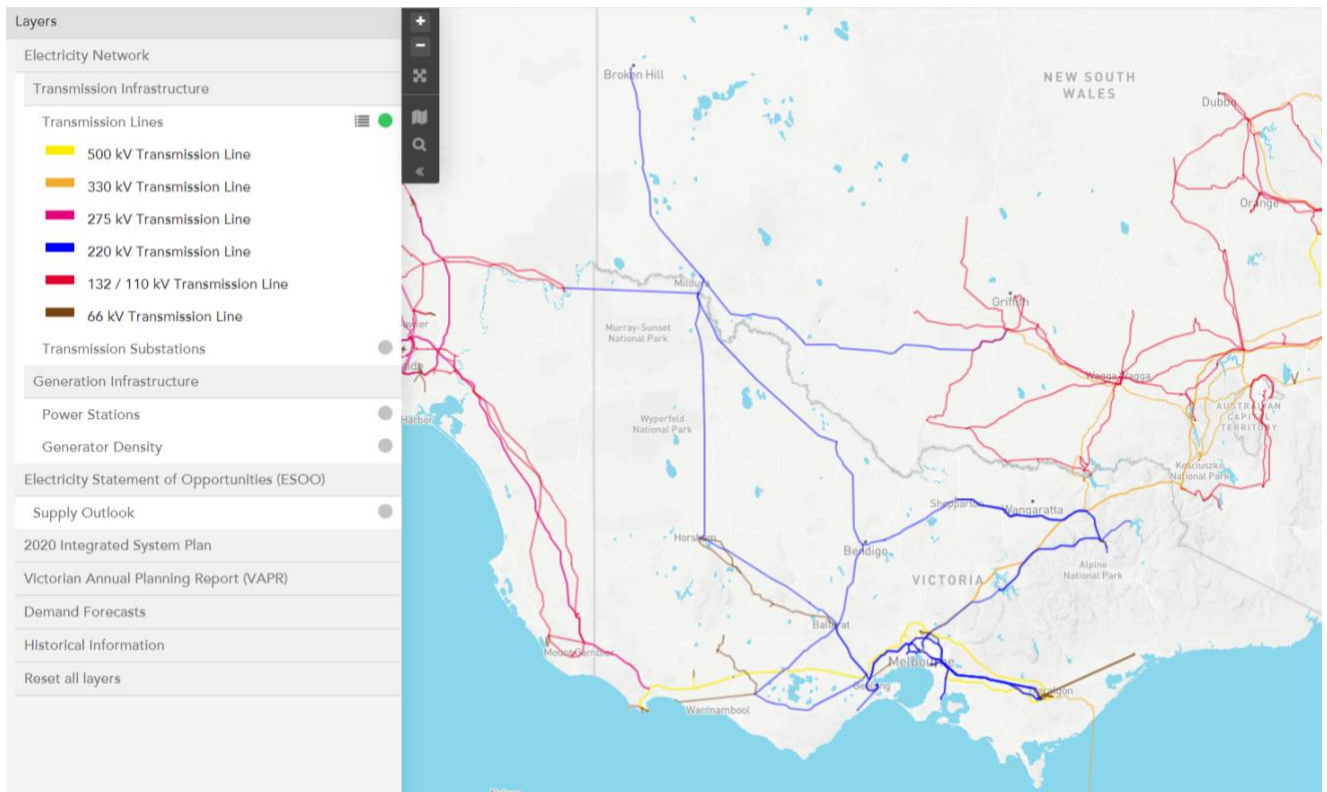 Layers
Electricity Network
Transmission Infrastructure
Transmission Lines
500 kV Transmission Line
330 kV Transmission Line
275 kV Transmission Line
220 kV Transmission Line
132 / 110 kV Transmission Line
66 kV Transmission Line
Transmission Substations
Generation Infrastructure
Power Stations
Generator Density
Electricity Statement of Opportunities (ESOO)
Supply Outlook
2020 Integrated System Plan
Victorian Annual Planning Report (VAPR)
Demand Forecasts
Historical Information
Reset all layers
+
−
«
Broken Hill
NEW SOUTH
WALES
Dubbo
Orange
Mildura
Griffith
Murray-Sunset
National Park
Wagga Wagga
AUSTRALIAN
CAPITAL
TERRITORY
Harbor
Wyperfeld
National Park
Kosciuszko
National Park
Shepparton
Wangaratta
Horsham
Bendigo
VICTORIA
Alpine
National Park
Ballarat
Mount Gambier
Melbourne
Geelong
Warrnambool